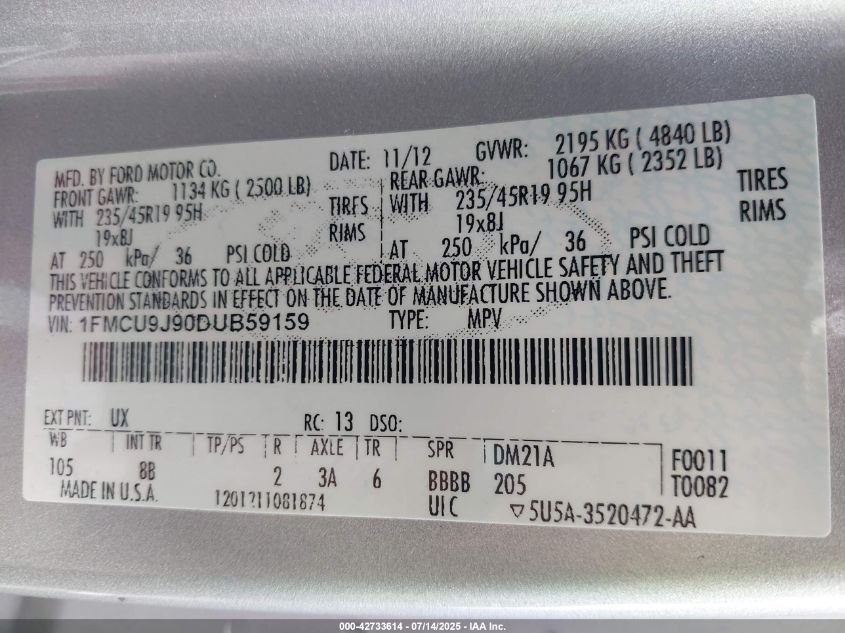 MFD. BY FORD MOTOR CO. DATE: 11/12 GVWR: 2195 KG ( 4840 LB)
FRONT GAWR: 1134 KG ( 2500 LB) REAR GAWR: 1067 KG ( 2352 LB)
WITH 235/45R19 95H TIRES WITH 235/45R19 95H TIRES
19x8J RIMS 19x8J RIMS
AT 250 kPa/ 36 PSI COLD AT 250 kPa/ 36 PSI COLD
THIS VEHICLE CONFORMS TO ALL APPLICABLE FEDERAL MOTOR VEHICLE SAFETY AND THEFT
PREVENTION STANDARDS IN EFFECT ON THE DATE OF MANUFACTURE SHOWN ABOVE.
VIN: 1FMCU9J90DUB59159 TYPE: MPV
EXT PNT: UX RC: 13 DSO:
WB INT TR TP/PS R AXLE TR SPR DM21A F0011
105 8B 2 3A 6 BBBB 205 T0082
MADE IN U.S.A. UIC ▽5U5A-3520472-AA
000-42733614 - 07/14/2025 - IAA Inc.